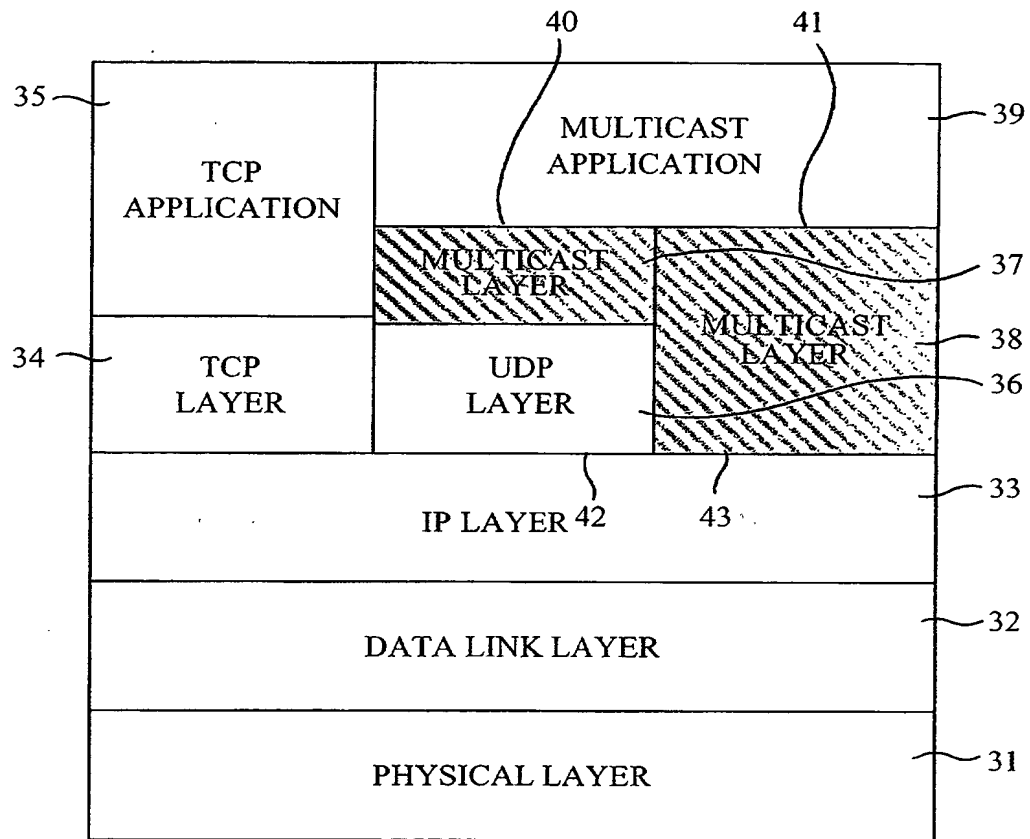 40
41
35
39
MULTICAST
APPLICATION
TCP
APPLICATION
MULTICAST
LAYER
37
MULTICAST
LAYER
38
34
TCP
LAYER
UDP
LAYER
36
33
IP LAYER
42
43
32
DATA LINK LAYER
31
PHYSICAL LAYER